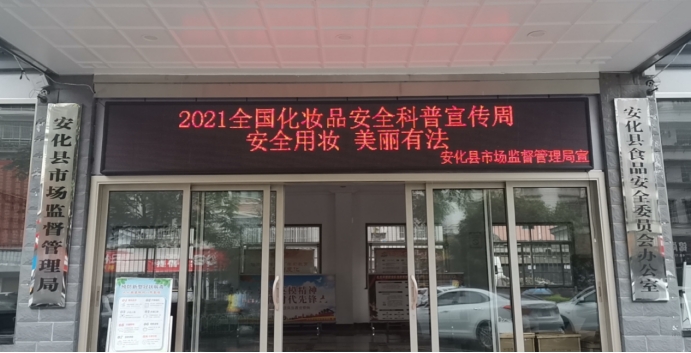 2021全国化妆品安全科普宣传周
安全用妆 美丽有法
安化县市场监督管理局宣
安化县市场监督管理局
安化县食品安全委员会办公室